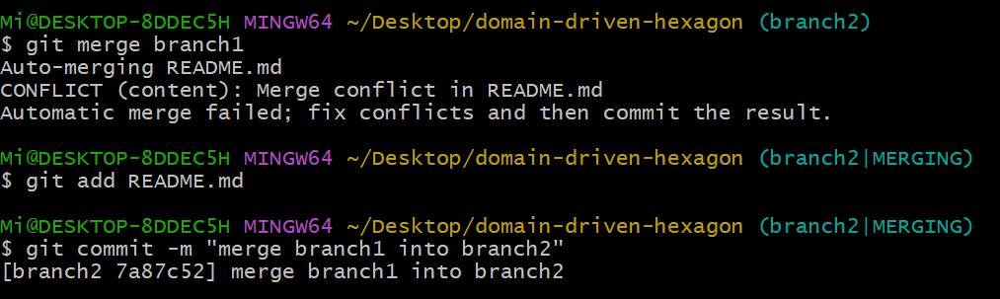 Mi@DESKTOP-8DDEC5H MINGW64 ~/Desktop/domain-driven-hexagon (branch2)
$ git merge branch1
Auto-merging README.md
CONFLICT (content): Merge conflict in README.md
Automatic merge failed; fix conflicts and then commit the result.
Mi@DESKTOP-8DDEC5H MINGW64 ~/Desktop/domain-driven-hexagon (branch2|MERGING)
$ git add README.md
Mi@DESKTOP-8DDEC5H MINGW64 ~/Desktop/domain-driven-hexagon (branch2|MERGING)
$ git commit -m "merge branch1 into branch2"
[branch2 7a87c52] merge branch1 into branch2